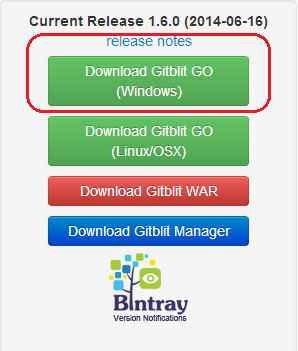 Current Release 1.6.0 (2014-06-16)
release notes
Download Gitblit GO
(Windows)
Download Gitblit GO
(Linux/OSX)
Download Gitblit WAR
Download Gitblit Manager
Bintray
Version Notifications